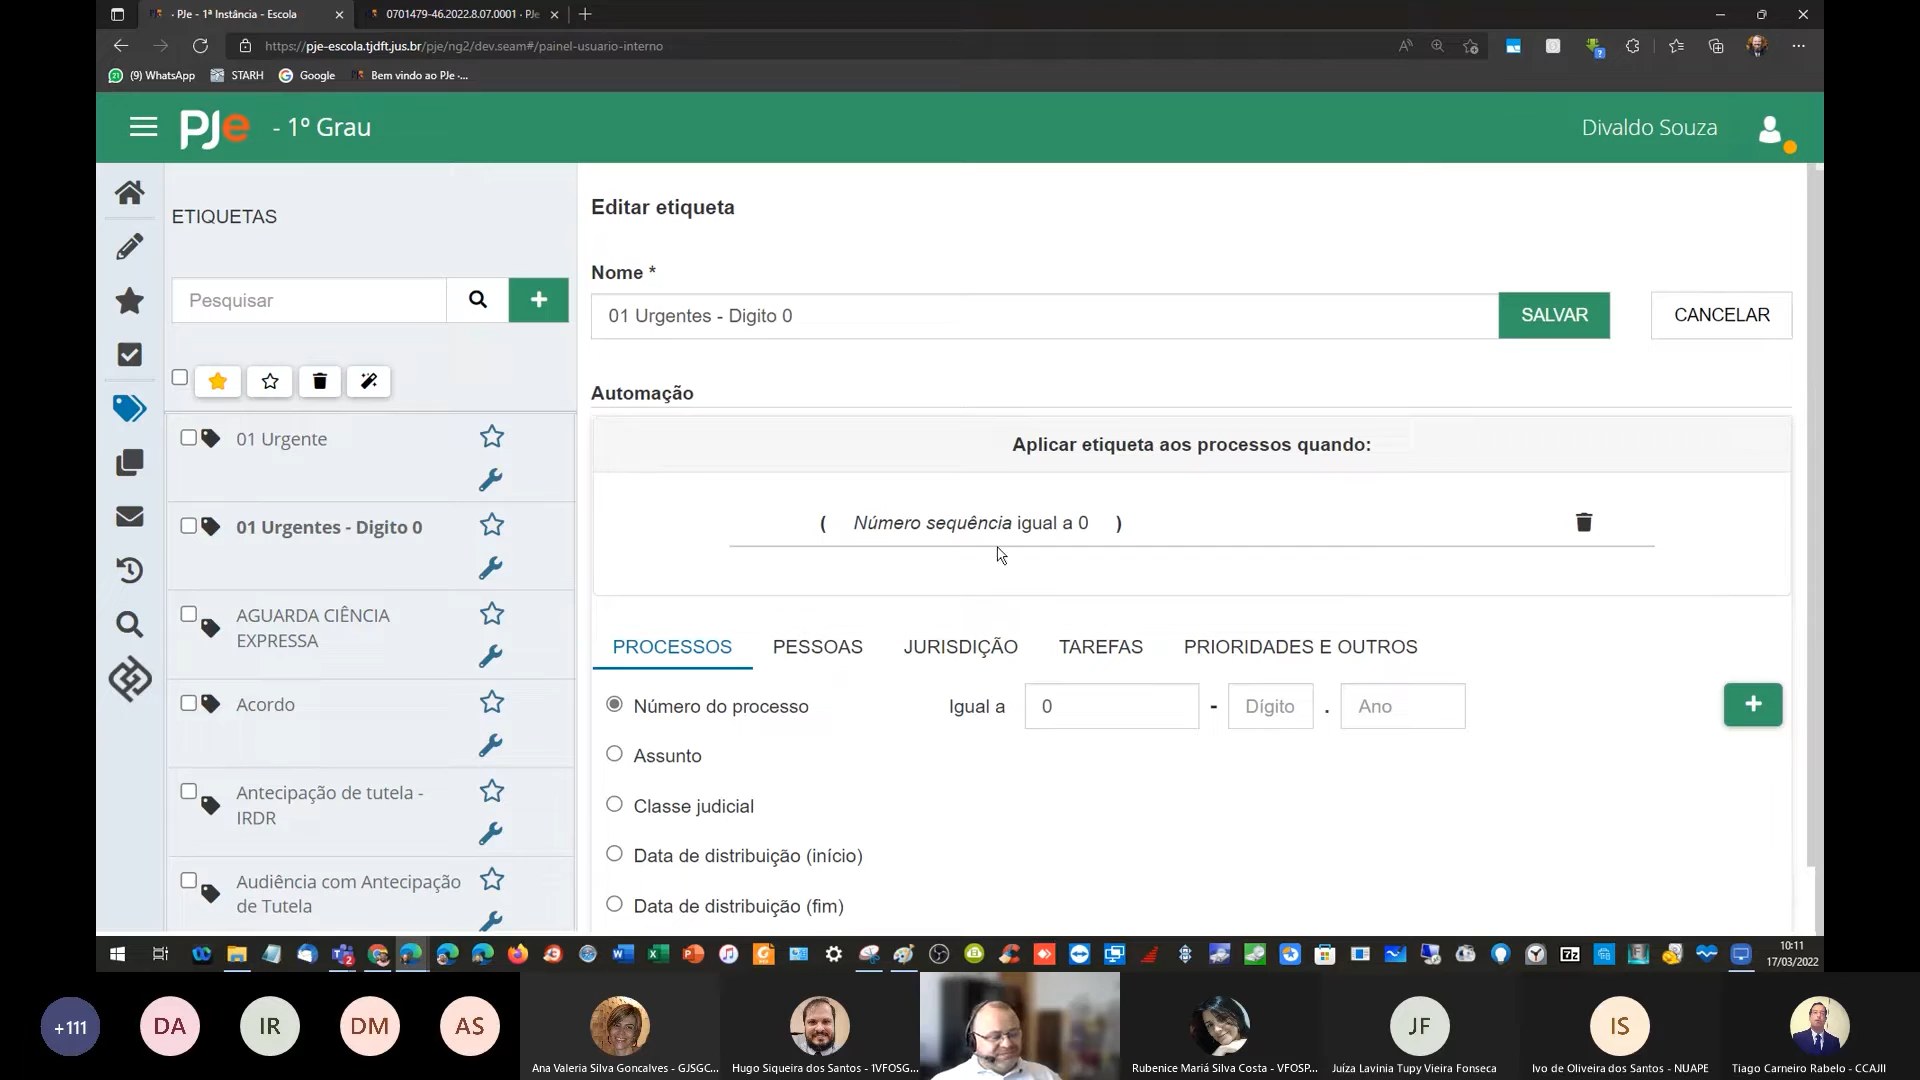 · PJe - 1ª Instância - Escola
0701479-46.2022.8.07.0001 · PJe
https://pje-escola.tjdft.jus.br/pje/ng2/dev.seam#/painel-usuario-interno
(9) WhatsApp
STARH
Google
Bem vindo ao PJe ·...
PJe - 1º Grau
Divaldo Souza
ETIQUETAS
Pesquisar
01 Urgente
01 Urgentes - Digito 0
AGUARDA CIÊNCIA
EXPRESSA
Acordo
Antecipação de tutela -
IRDR
Audiência com Antecipação
de Tutela
Editar etiqueta
Nome *
01 Urgentes - Digito 0
SALVAR
CANCELAR
Automação
Aplicar etiqueta aos processos quando:
( Número sequência igual a 0 )
PROCESSOS
PESSOAS
JURISDIÇÃO
TAREFAS
PRIORIDADES E OUTROS
Número do processo
Igual a
0
-
Dígito
.
Ano
Assunto
Classe judicial
Data de distribuição (início)
Data de distribuição (fim)
10:11
17/03/2022
+111
DA
IR
DM
AS
Ana Valeria Silva Goncalves - GJSGC...
Hugo Siqueira dos Santos - 1VFOSG...
Rubenice Mariá Silva Costa - VFOSP...
JF
Juíza Lavinia Tupy Vieira Fonseca
IS
Ivo de Oliveira dos Santos - NUAPE
Tiago Carneiro Rabelo - CCAJII